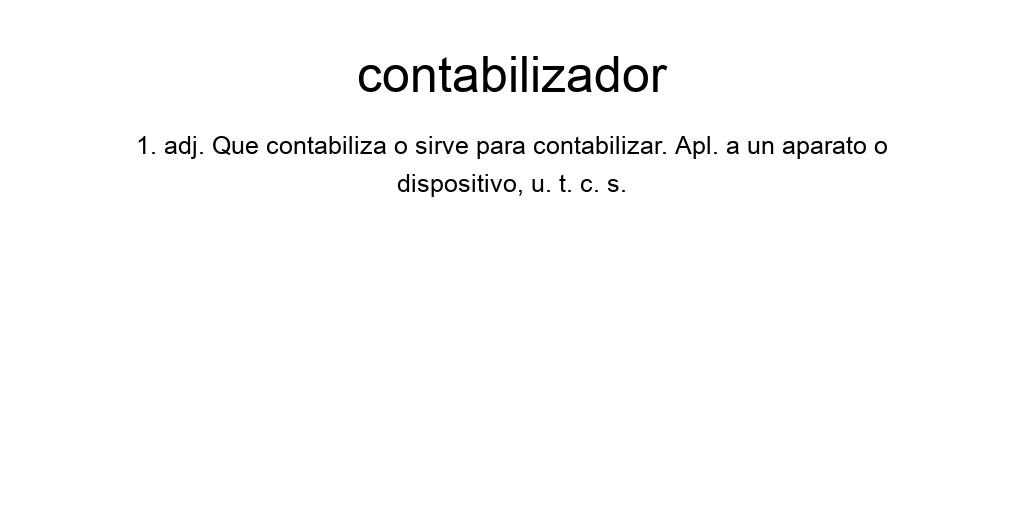 contabilizador
1. adj. Que contabiliza o sirve para contabilizar. Apl. a un aparato o
dispositivo, u. t. c. s.